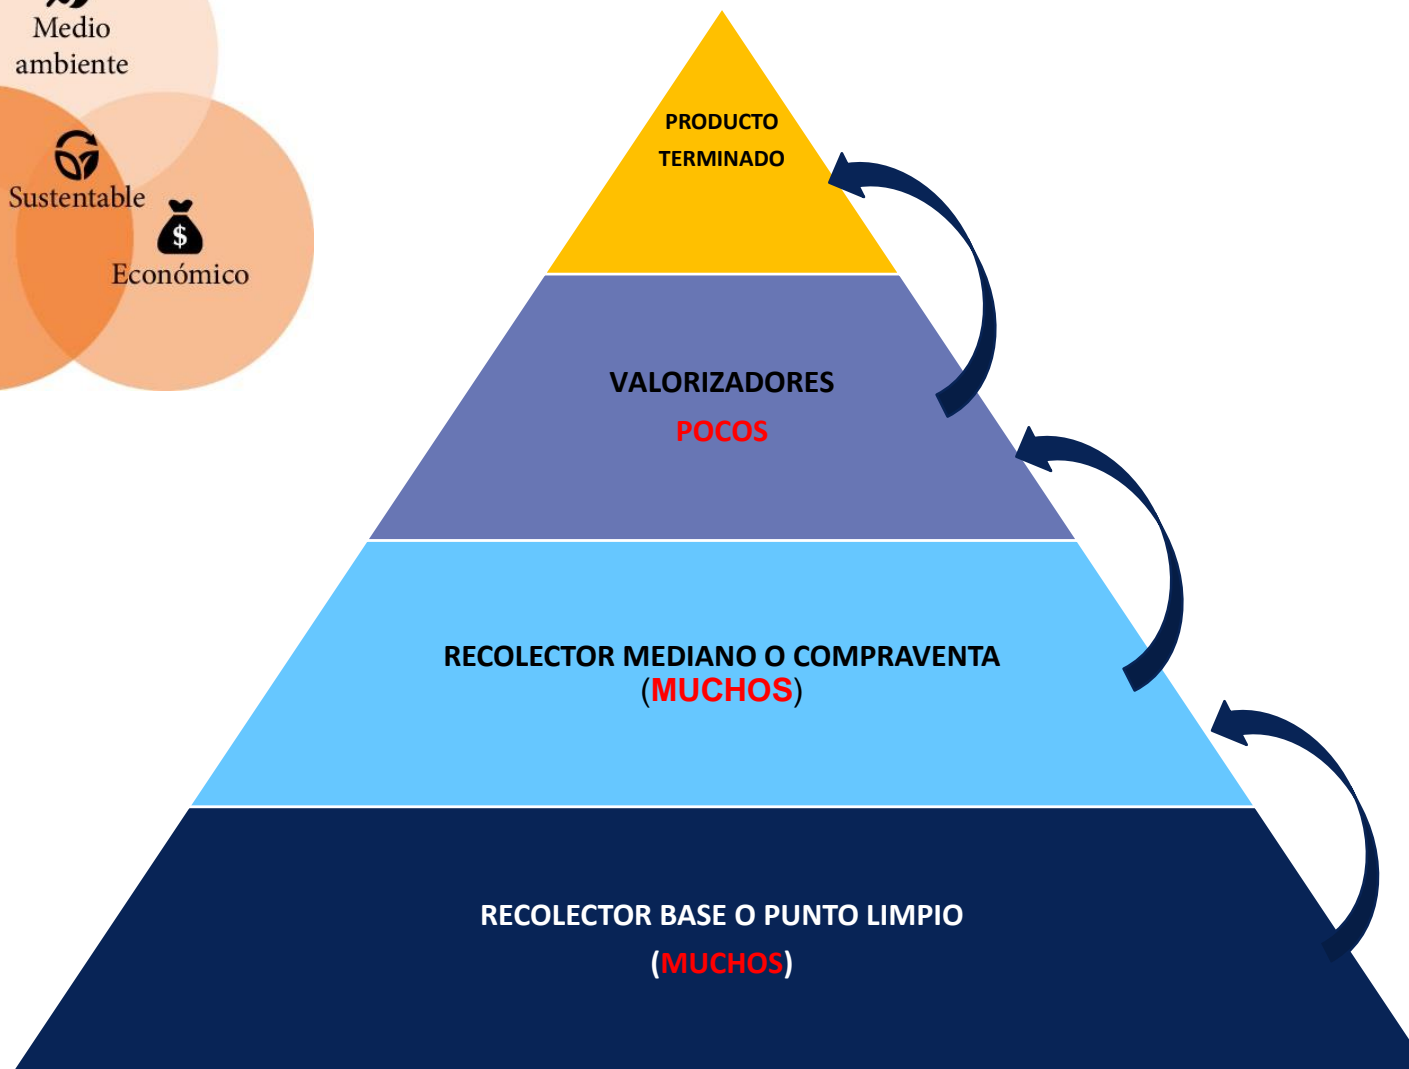 Medio
ambiente
Sustentable
$
Económico
PRODUCTO
TERMINADO
VALORIZADORES
POCOS
RECOLECTOR MEDIANO O COMPRAVENTA
(MUCHOS)
RECOLECTOR BASE O PUNTO LIMPIO
(MUCHOS)